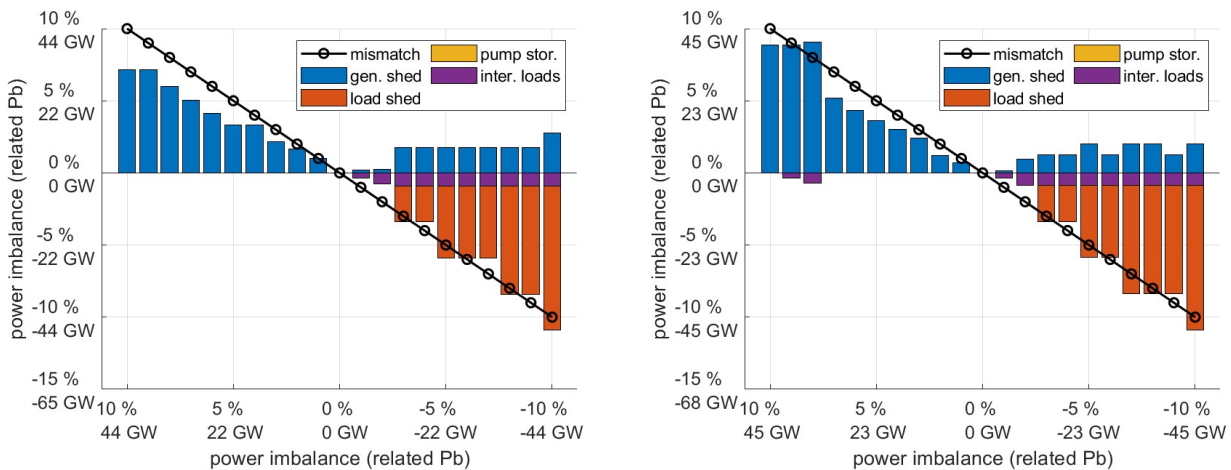 10 %
44 GW
5 %
22 GW
0 %
0 GW
-5 %
-22 GW
-10 %
-44 GW
-15 %
-65 GW
power imbalance (related Pb)
mismatch
pump stor.
gen. shed
inter. loads
load shed
10 %
5 %
0 %
-5 %
-10 %
44 GW
22 GW
0 GW
-22 GW
-44 GW
power imbalance (related Pb)
10 %
45 GW
5 %
23 GW
0 %
0 GW
-5 %
-23 GW
-10 %
-45 GW
-15 %
-68 GW
power imbalance (related Pb)
mismatch
pump stor.
gen. shed
inter. loads
load shed
10 %
5 %
0 %
-5 %
-10 %
45 GW
23 GW
0 GW
-23 GW
-45 GW
power imbalance (related Pb)